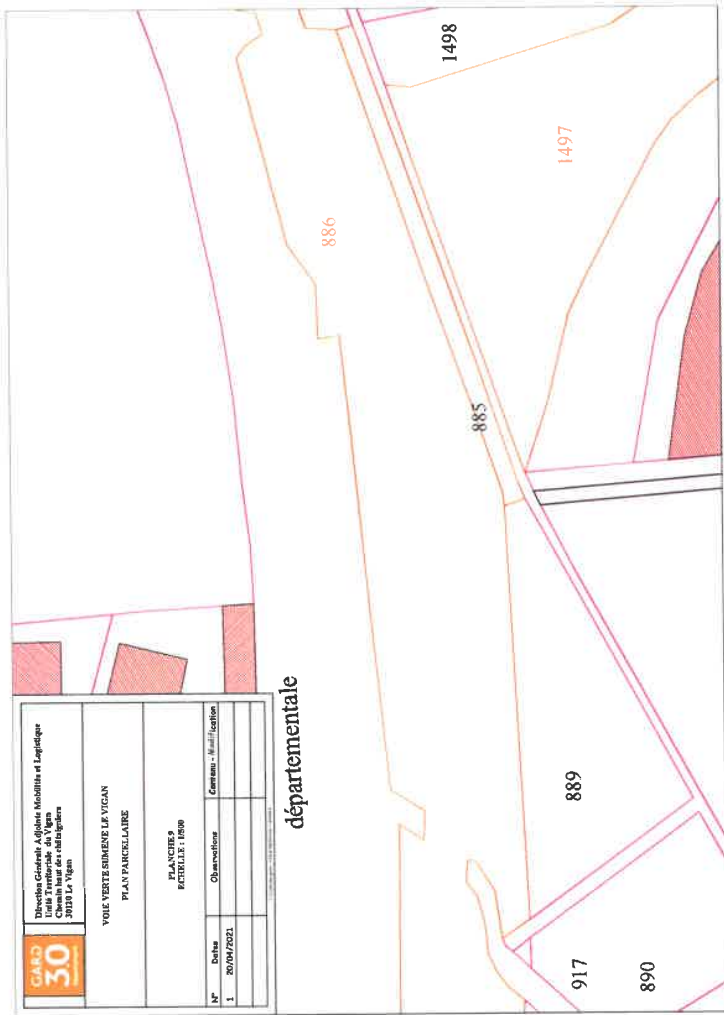 GARD
3.0
Direction Générale Adjointe Mobilités et Logistique
Unité Territoriale du Vigan
Chemin haut des châtaigniers
30120 Le Vigan
VOIE VERTE SUMENE LE VIGAN
PLAN PARCELLAIRE
PLANCHE 9
ECHELLE : 1/500
N° Dates Observations Contenu - Modification
1 20/04/2021
départementale
886
885
889
917
890
1498
1497